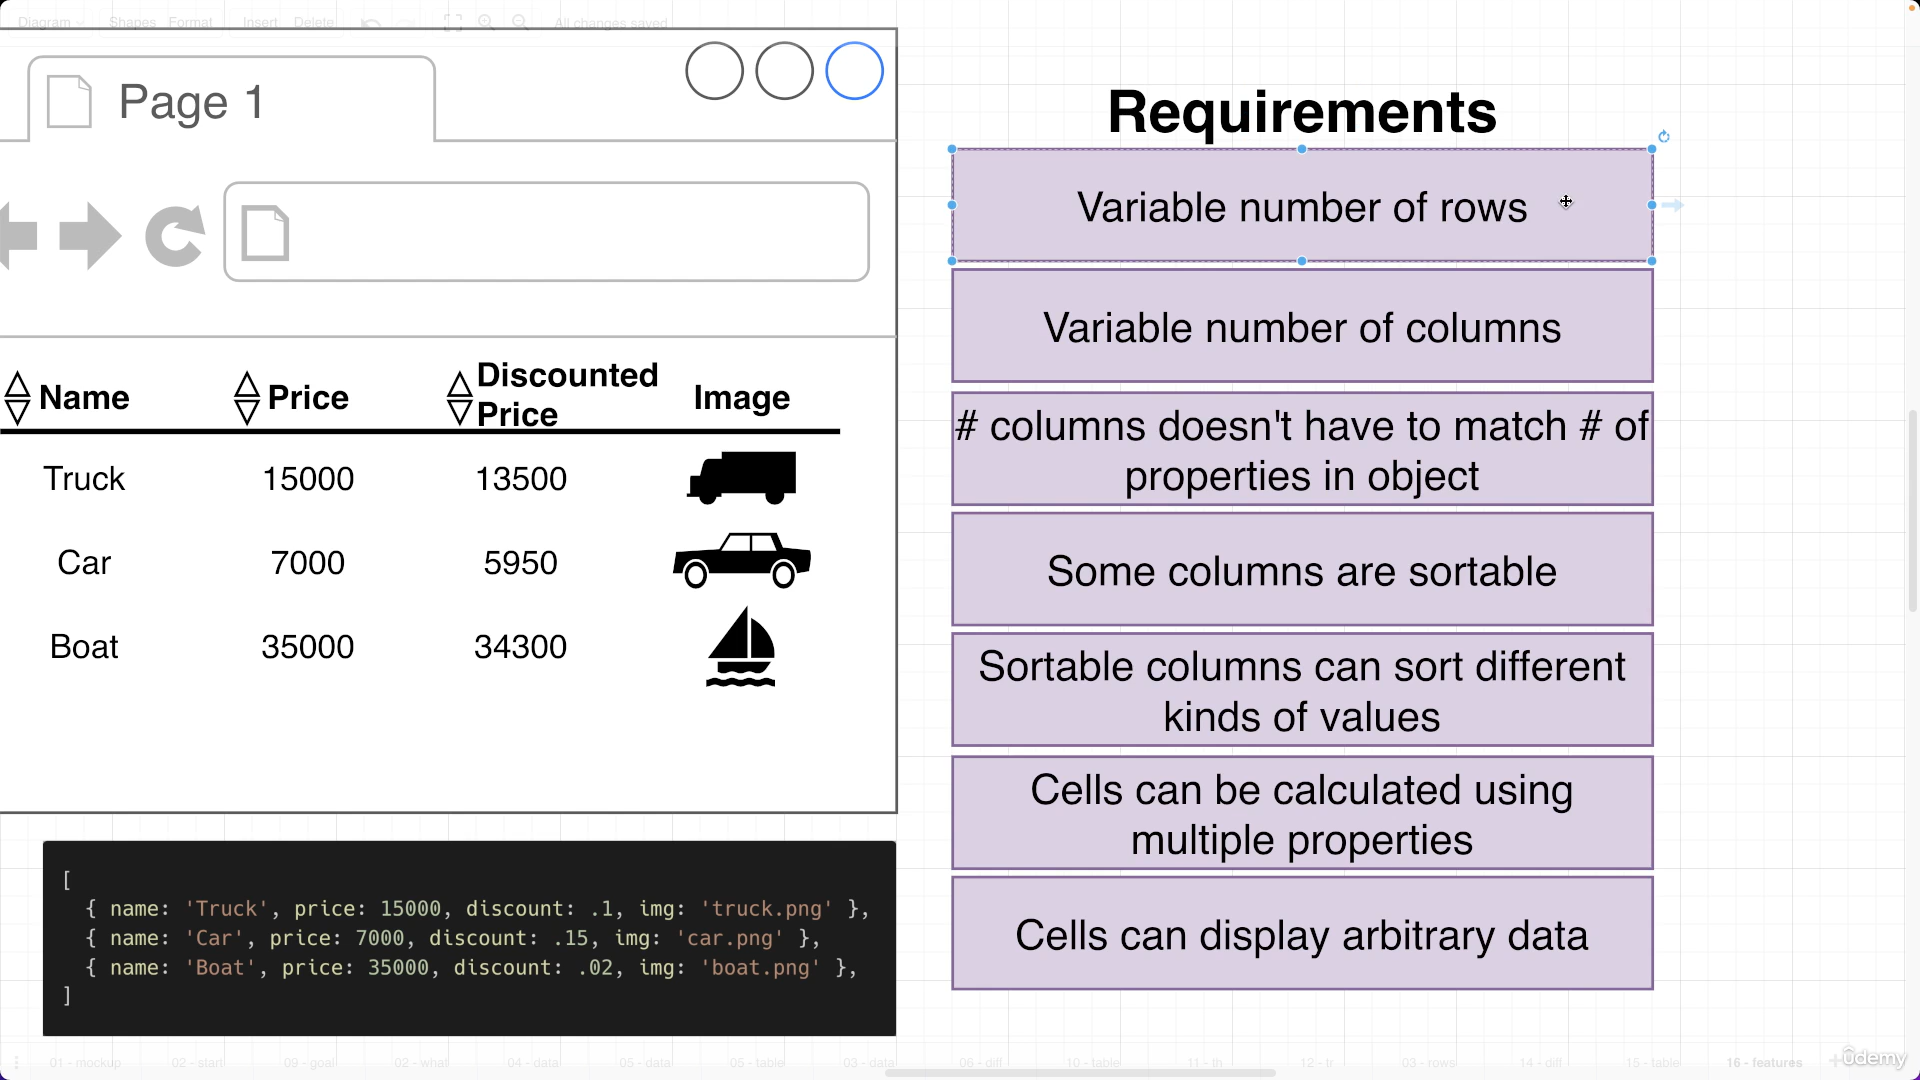 Diagram Shapes Format Insert Delete All changes saved
Page 1
Requirements
Variable number of rows
Variable number of columns
# columns doesn't have to match # of
properties in object
Some columns are sortable
Sortable columns can sort different
kinds of values
Cells can be calculated using
multiple properties
Cells can display arbitrary data
Name Price Discounted
Price Image
Truck 15000 13500
Car 7000 5950
Boat 35000 34300
[
{ name: 'Truck', price: 15000, discount: .1, img: 'truck.png' },
{ name: 'Car', price: 7000, discount: .15, img: 'car.png' },
{ name: 'Boat', price: 35000, discount: .02, img: 'boat.png' },
]
01 - mockup 02 - start 09 - goal 02 - what 04 - data 05 - data 05 - table 03 - data 06 - diff 10 - table 11 - th 12 - tr 03 - rows 14 - diff 15 - table 16 - features
ûdemy